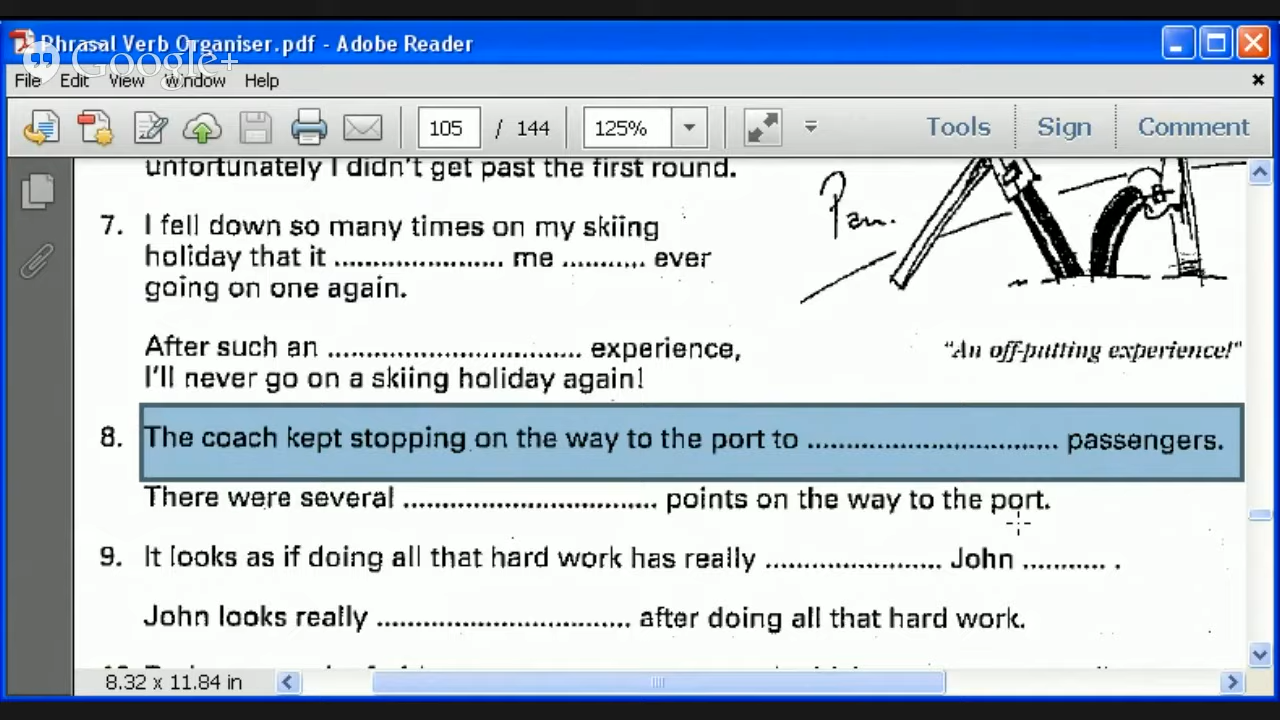 Phrasal Verb Organiser.pdf - Adobe Reader
Google+
File Edit View Window Help
105 / 144 125% Tools Sign Comment
unfortunately I didn't get past the first round.
Pan.
7. I fell down so many times on my skiing
holiday that it ...................... me ........... ever
going on one again.
After such an ................................. experience,
"An off-putting experience!"
I'll never go on a skiing holiday again!
8. The coach kept stopping on the way to the port to ................................. passengers.
There were several ................................. points on the way to the port.
9. It looks as if doing all that hard work has really ....................... John ........... .
John looks really ................................. after doing all that hard work.
8.32 x 11.84 in